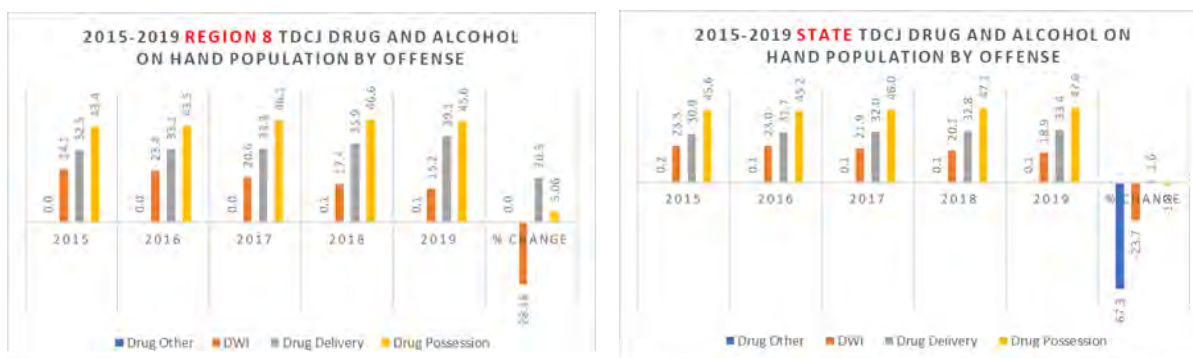 2015-2019 REGION 8 TDCJ DRUG AND ALCOHOL
ON HAND POPULATION BY OFFENSE
0.0 24.1 32.5 43.4
0.0 23.4 33.1 43.5
0.0 20.6 33.3 46.1
0.1 17.4 35.9 46.6
0.1 15.2 39.1 45.6
0.0 20.5 5.06
2015 2016 2017 2018 2019 % CHANGE
Drug Other DWI Drug Delivery Drug Possession
2015-2019 STATE TDCJ DRUG AND ALCOHOL ON
HAND POPULATION BY OFFENSE
0.2 23.3 30.9 45.6
0.1 23.0 31.7 45.2
0.1 21.9 32.0 46.0
0.1 20.1 32.8 47.1
0.1 18.9 33.4 47.6
-23.7 1.6
2015 2016 2017 2018 2019 % CHANGE
67.3
Drug Other DWI Drug Delivery Drug Possession